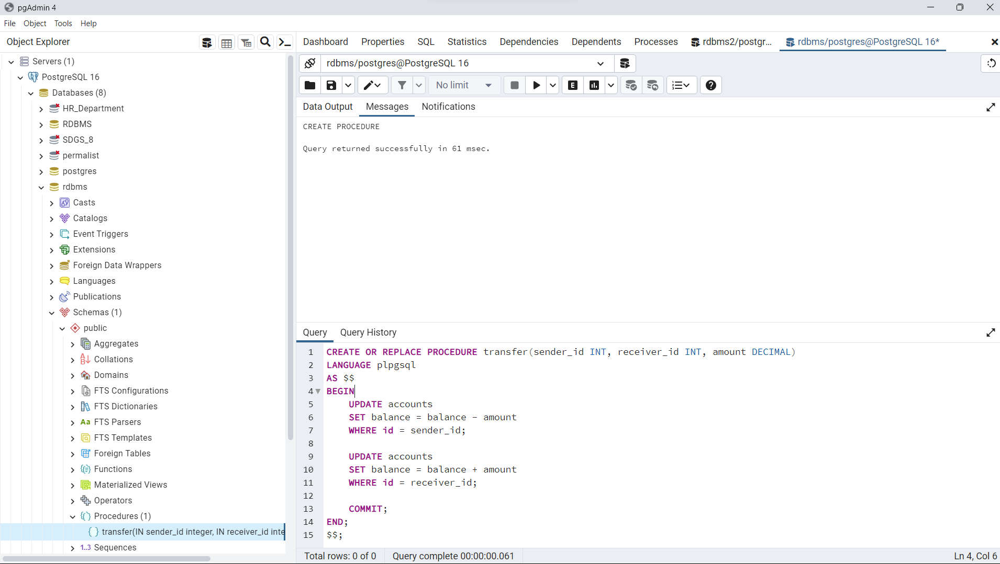 pgAdmin 4
File Object Tools Help
Object Explorer
Dashboard Properties SQL Statistics Dependencies Dependents Processes rdbms2/postgr... rdbms/postgres@PostgreSQL 16*
Servers (1)
PostgreSQL 16
Databases (8)
HR_Department
RDBMS
SDGS_8
permalist
postgres
rdbms
Casts
Catalogs
Event Triggers
Extensions
Foreign Data Wrappers
Languages
Publications
Schemas (1)
public
Aggregates
Collations
Domains
FTS Configurations
FTS Dictionaries
Aa FTS Parsers
FTS Templates
Foreign Tables
Functions
Materialized Views
Operators
Procedures (1)
transfer(IN sender_id integer, IN receiver_id inte
1..3 Sequences
rdbms/postgres@PostgreSQL 16
No limit E
Data Output Messages Notifications
CREATE PROCEDURE
Query returned successfully in 61 msec.
Query Query History
1 CREATE OR REPLACE PROCEDURE transfer(sender_id INT, receiver_id INT, amount DECIMAL)
2 LANGUAGE plpgsql
3 AS $$
4 BEGIN
5 UPDATE accounts
6 SET balance = balance - amount
7 WHERE id = sender_id;
8
9 UPDATE accounts
10 SET balance = balance + amount
11 WHERE id = receiver_id;
12
13 COMMIT;
14 END;
15 $$;
Total rows: 0 of 0 Query complete 00:00:00.061 Ln 4, Col 6